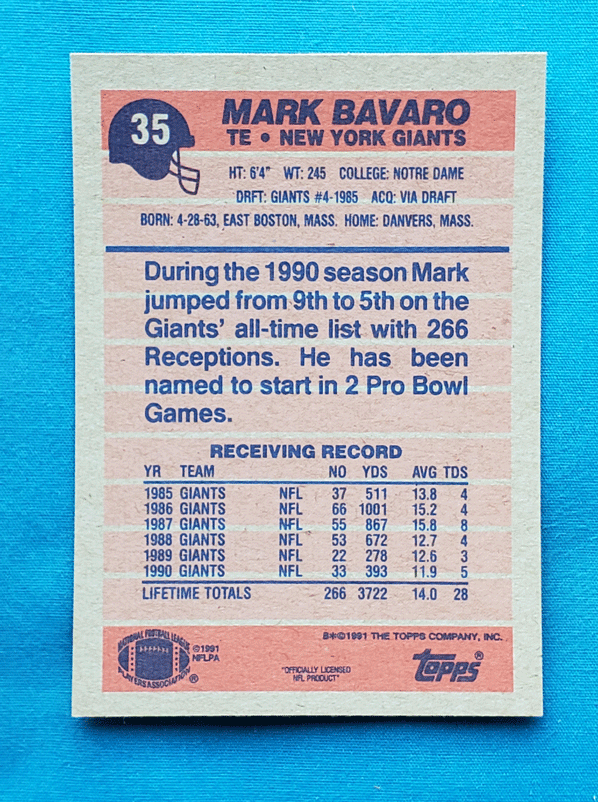 35
MARK BAVARO
TE • NEW YORK GIANTS
HT: 6'4" WT: 245 COLLEGE: NOTRE DAME
DRFT: GIANTS #4-1985 ACQ: VIA DRAFT
BORN: 4-28-63, EAST BOSTON, MASS. HOME: DANVERS, MASS.
During the 1990 season Mark
jumped from 9th to 5th on the
Giants' all-time list with 266
Receptions. He has been
named to start in 2 Pro Bowl
Games.
RECEIVING RECORD
YR TEAM NO YDS AVG TDS
1985 GIANTS NFL 37 511 13.8 4
1986 GIANTS NFL 66 1001 15.2 4
1987 GIANTS NFL 55 867 15.8 8
1988 GIANTS NFL 53 672 12.7 4
1989 GIANTS NFL 22 278 12.6 3
1990 GIANTS NFL 33 393 11.9 5
LIFETIME TOTALS 266 3722 14.0 28
B*©1991 THE TOPPS COMPANY, INC.
NATIONAL FOOTBALL LEAGUE
PLAYERS ASSOCIATION ®
©1991
NFLPA
"OFFICIALLY LICENSED
NFL PRODUCT"
topps®